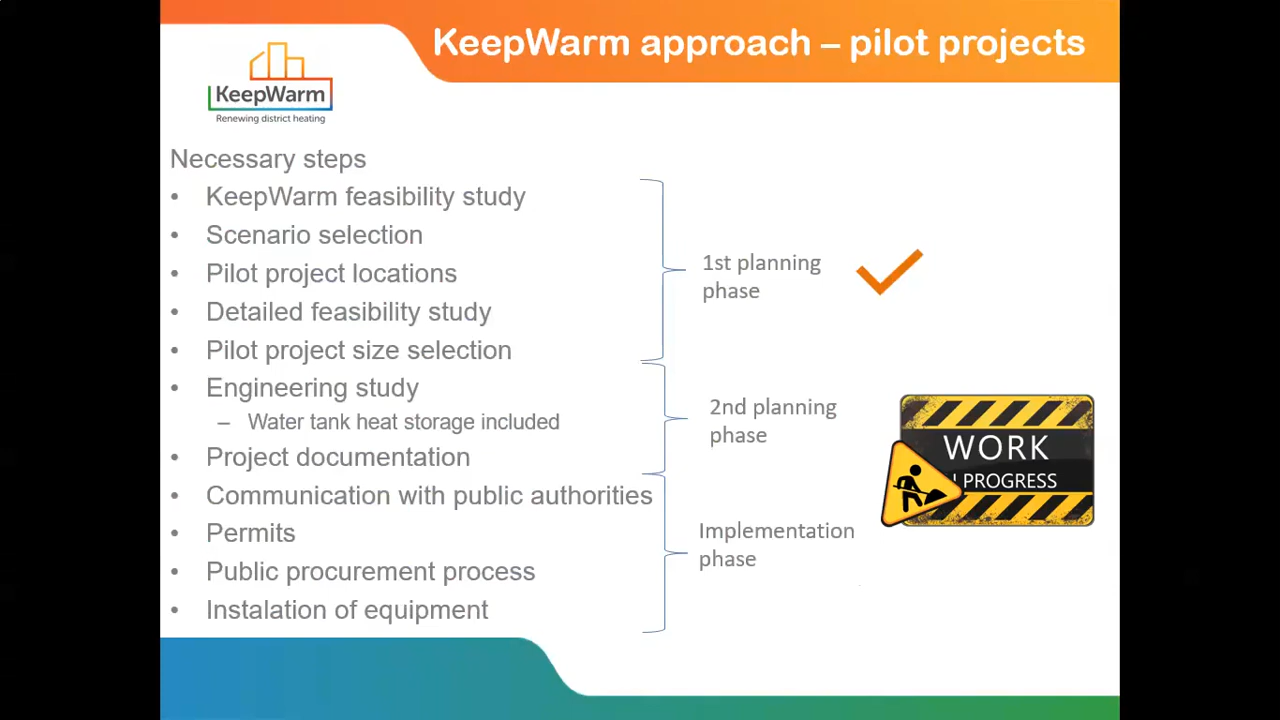 KeepWarm approach – pilot projects
KeepWarm
Renewing district heating
Necessary steps
• KeepWarm feasibility study
• Scenario selection
• Pilot project locations
• Detailed feasibility study
• Pilot project size selection
• Engineering study
– Water tank heat storage included
• Project documentation
• Communication with public authorities
• Permits
• Public procurement process
• Instalation of equipment
1st planning
phase
2nd planning
phase
Implementation
phase
WORK
PROGRESS